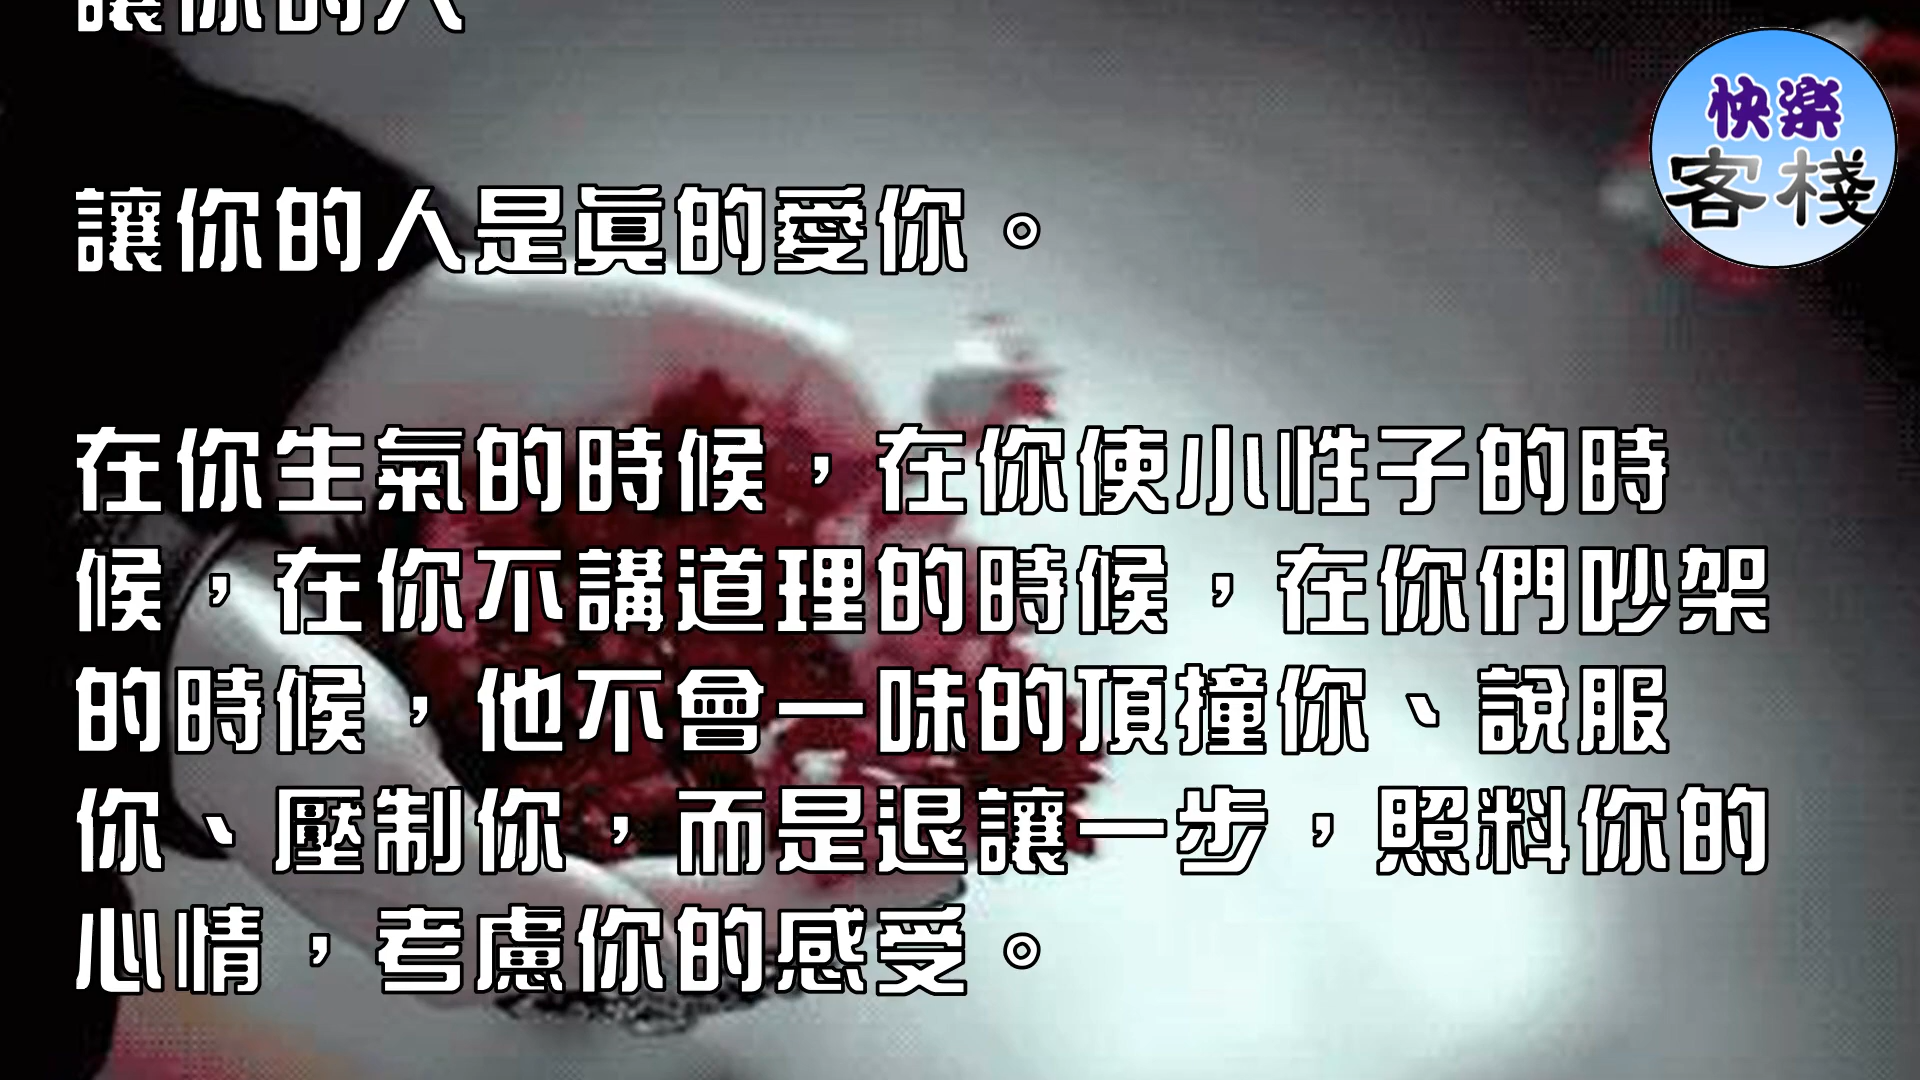 讓你的人
快樂
客棧
讓你的人是真的愛你。
在你生氣的時候，在你使小性子的時
候，在你不講道理的時候，在你們吵架
的時候，他不會一味的頂撞你、說服
你、壓制你，而是退讓一步，照料你的
心情，考慮你的感受。